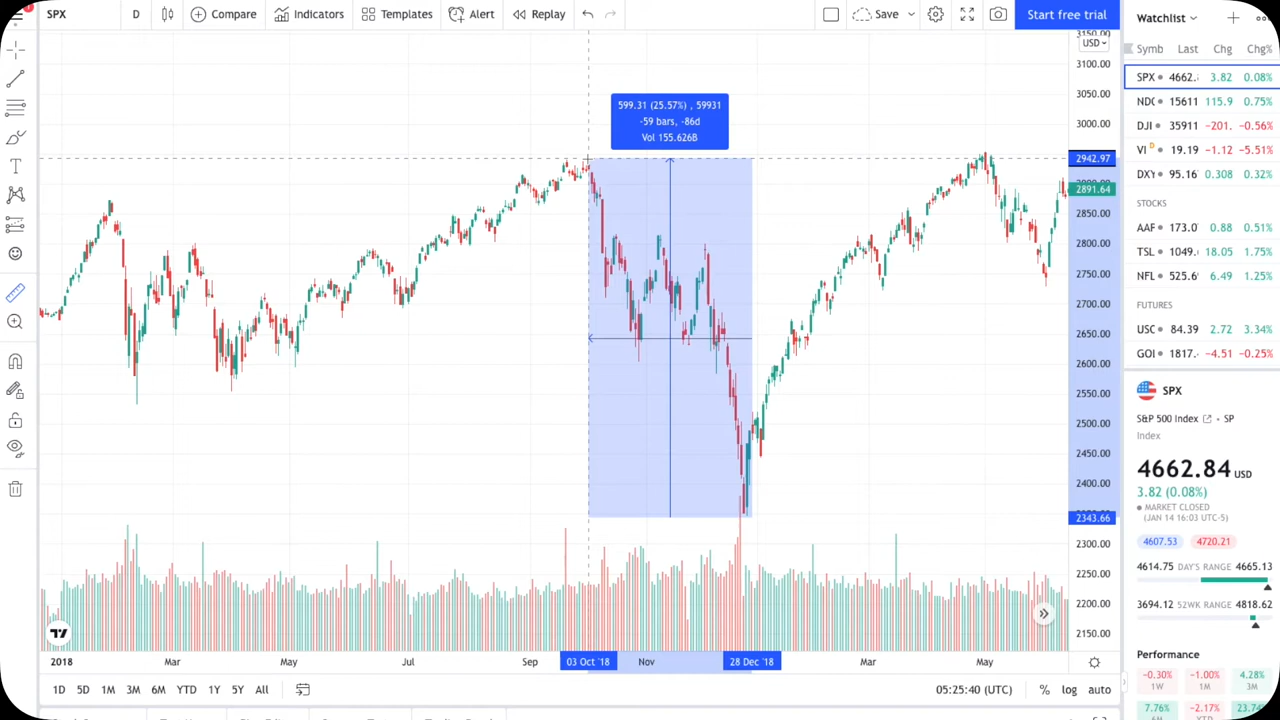 SPX D Compare Indicators Templates Alert Replay Save Start free trial
Watchlist
USD
Symb Last Chg Chg%
3150.00
3100.00
3050.00
3000.00
2942.97
2891.64
2850.00
2800.00
2750.00
2700.00
2650.00
2600.00
2550.00
2500.00
2450.00
2400.00
2343.66
2300.00
2250.00
2200.00
2150.00
599.31 (25.57%) , 59931
-59 bars, -86d
Vol 155.626B
SPX 4662. 3.82 0.08%
NDC 15611 115.9 0.75%
DJI 35911 -201. -0.56%
VI D 19.19 -1.12 -5.51%
DXY 95.16 0.308 0.32%
STOCKS
AAF 173.0 0.88 0.51%
TSL 1049. 18.05 1.75%
NFL 525.6 6.49 1.25%
FUTURES
USC 84.39 2.72 3.34%
GOI 1817. -4.51 -0.25%
SPX
S&P 500 Index • SP
Index
4662.84 USD
3.82 (0.08%)
MARKET CLOSED
(JAN 14 16:03 UTC-5)
4607.53 4720.21
4614.75 DAY'S RANGE 4665.13
3694.12 52WK RANGE 4818.62
Performance
-0.30% -1.00% 4.28%
1W 1M 3M
7.76% -2.17% 23.74%
2018 Mar May Jul Sep 03 Oct '18 Nov 28 Dec '18 Mar May
1D 5D 1M 3M 6M YTD 1Y 5Y All 05:25:40 (UTC) % log auto